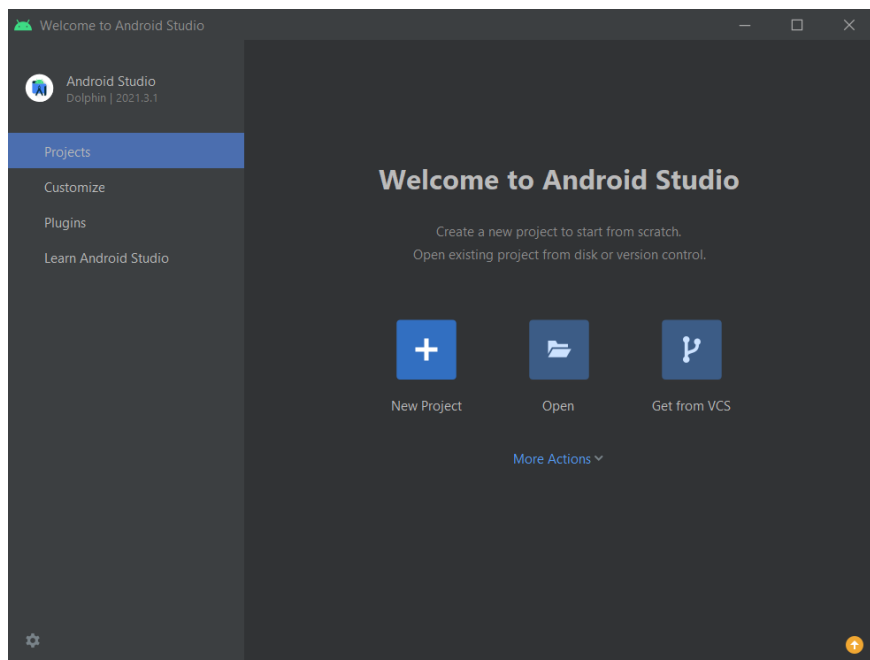 Welcome to Android Studio
Android Studio
Dolphin | 2021.3.1
Projects
Customize
Plugins
Learn Android Studio
Welcome to Android Studio
Create a new project to start from scratch.
Open existing project from disk or version control.
New Project
Open
Get from VCS
More Actions